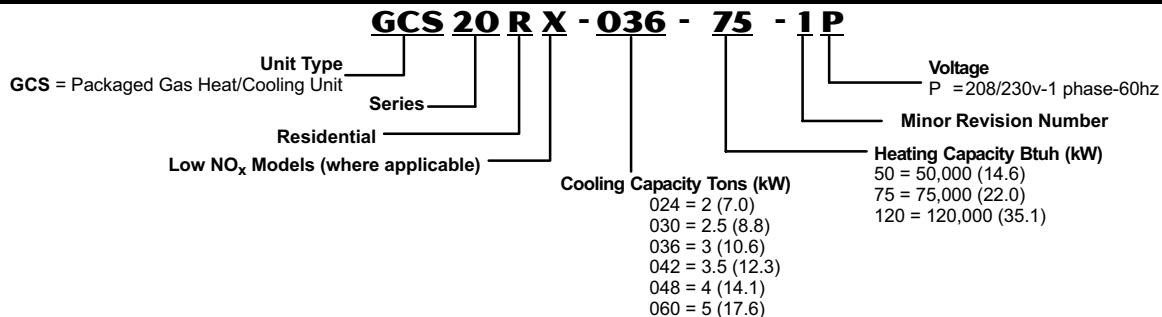 GCS 20 R X - 036 - 75 - 1 P
Unit Type
GCS = Packaged Gas Heat/Cooling Unit
Series
Residential
Low NOx Models (where applicable)
Cooling Capacity Tons (kW)
024 = 2 (7.0)
030 = 2.5 (8.8)
036 = 3 (10.6)
042 = 3.5 (12.3)
048 = 4 (14.1)
060 = 5 (17.6)
Voltage
P =208/230v-1 phase-60hz
Minor Revision Number
Heating Capacity Btuh (kW)
50 = 50,000 (14.6)
75 = 75,000 (22.0)
120 = 120,000 (35.1)